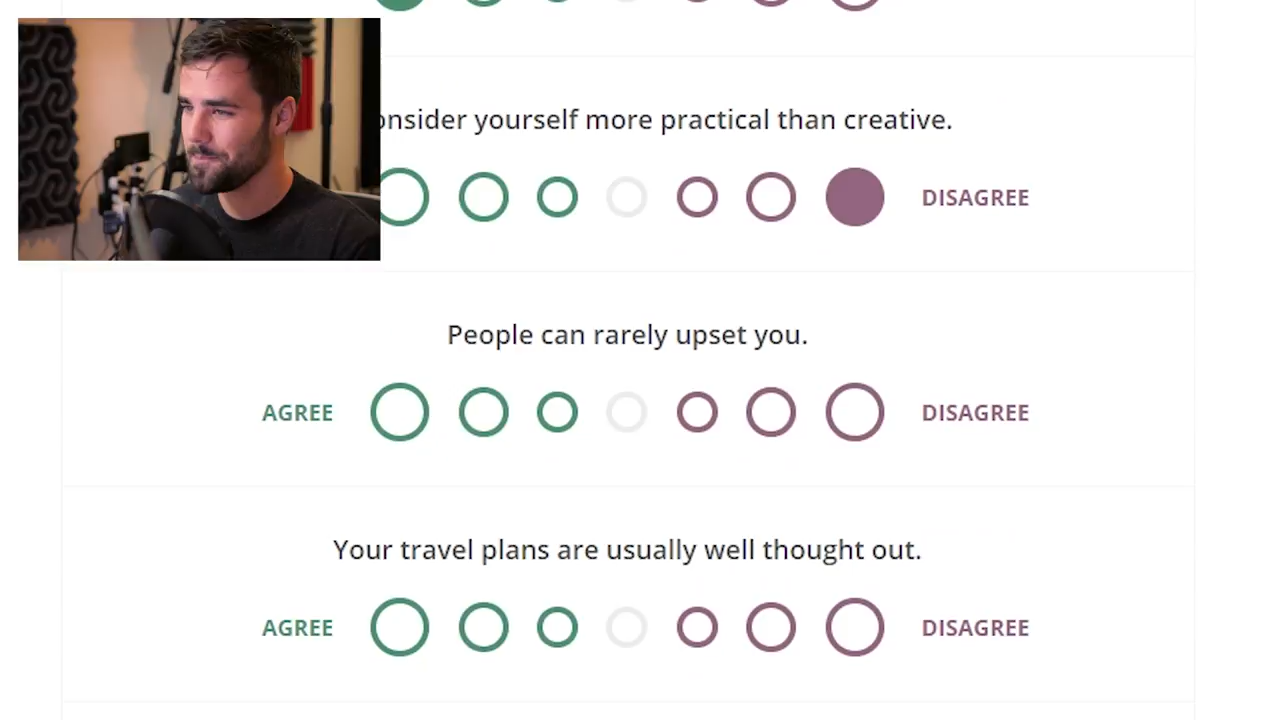 consider yourself more practical than creative.
DISAGREE
People can rarely upset you.
AGREE DISAGREE
Your travel plans are usually well thought out.
AGREE DISAGREE